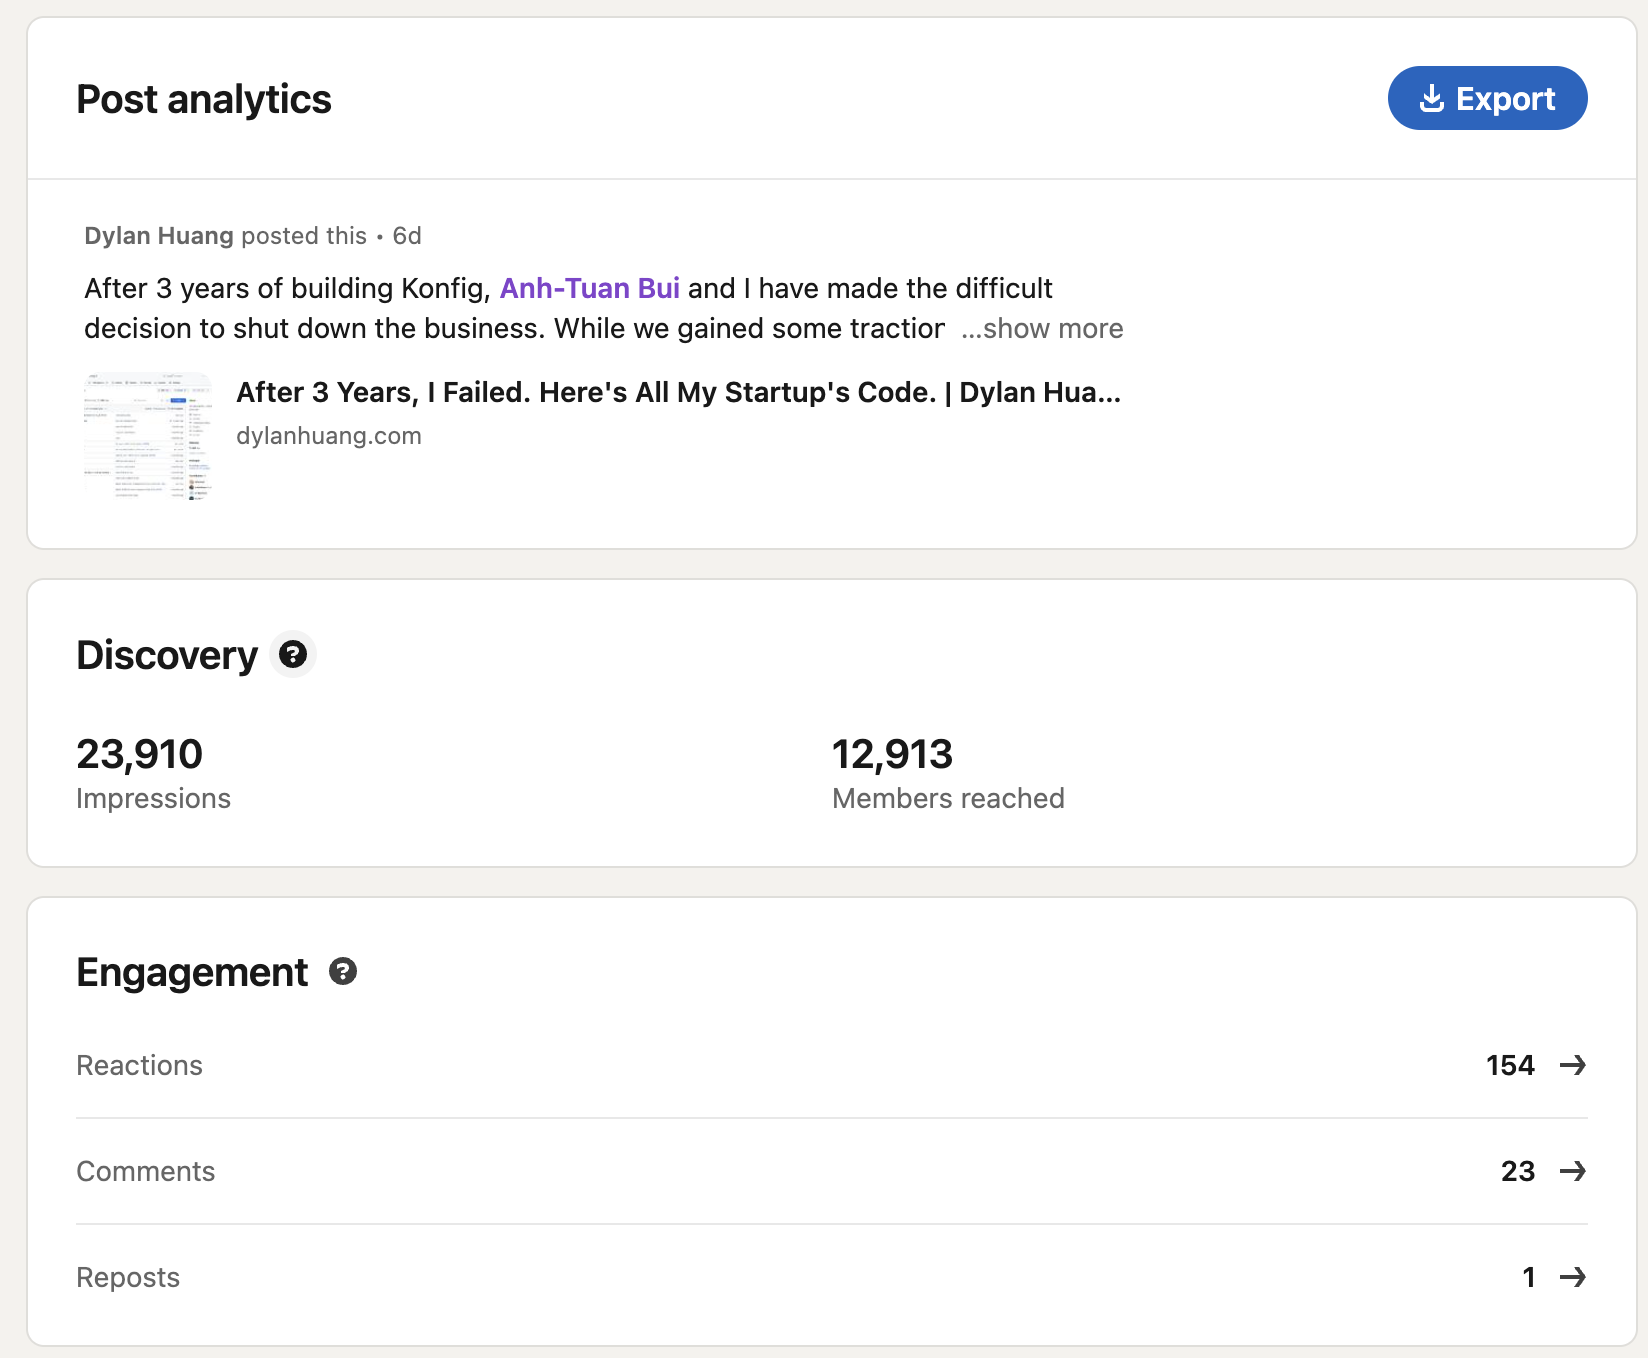 Post analytics
Export
Dylan Huang posted this • 6d
After 3 years of building Konfig, Anh-Tuan Bui and I have made the difficult
decision to shut down the business. While we gained some traction ...show more
After 3 Years, I Failed. Here's All My Startup's Code. | Dylan Hua...
dylanhuang.com
Discovery
23,910
Impressions
12,913
Members reached
Engagement
Reactions
154
Comments
23
Reposts
1